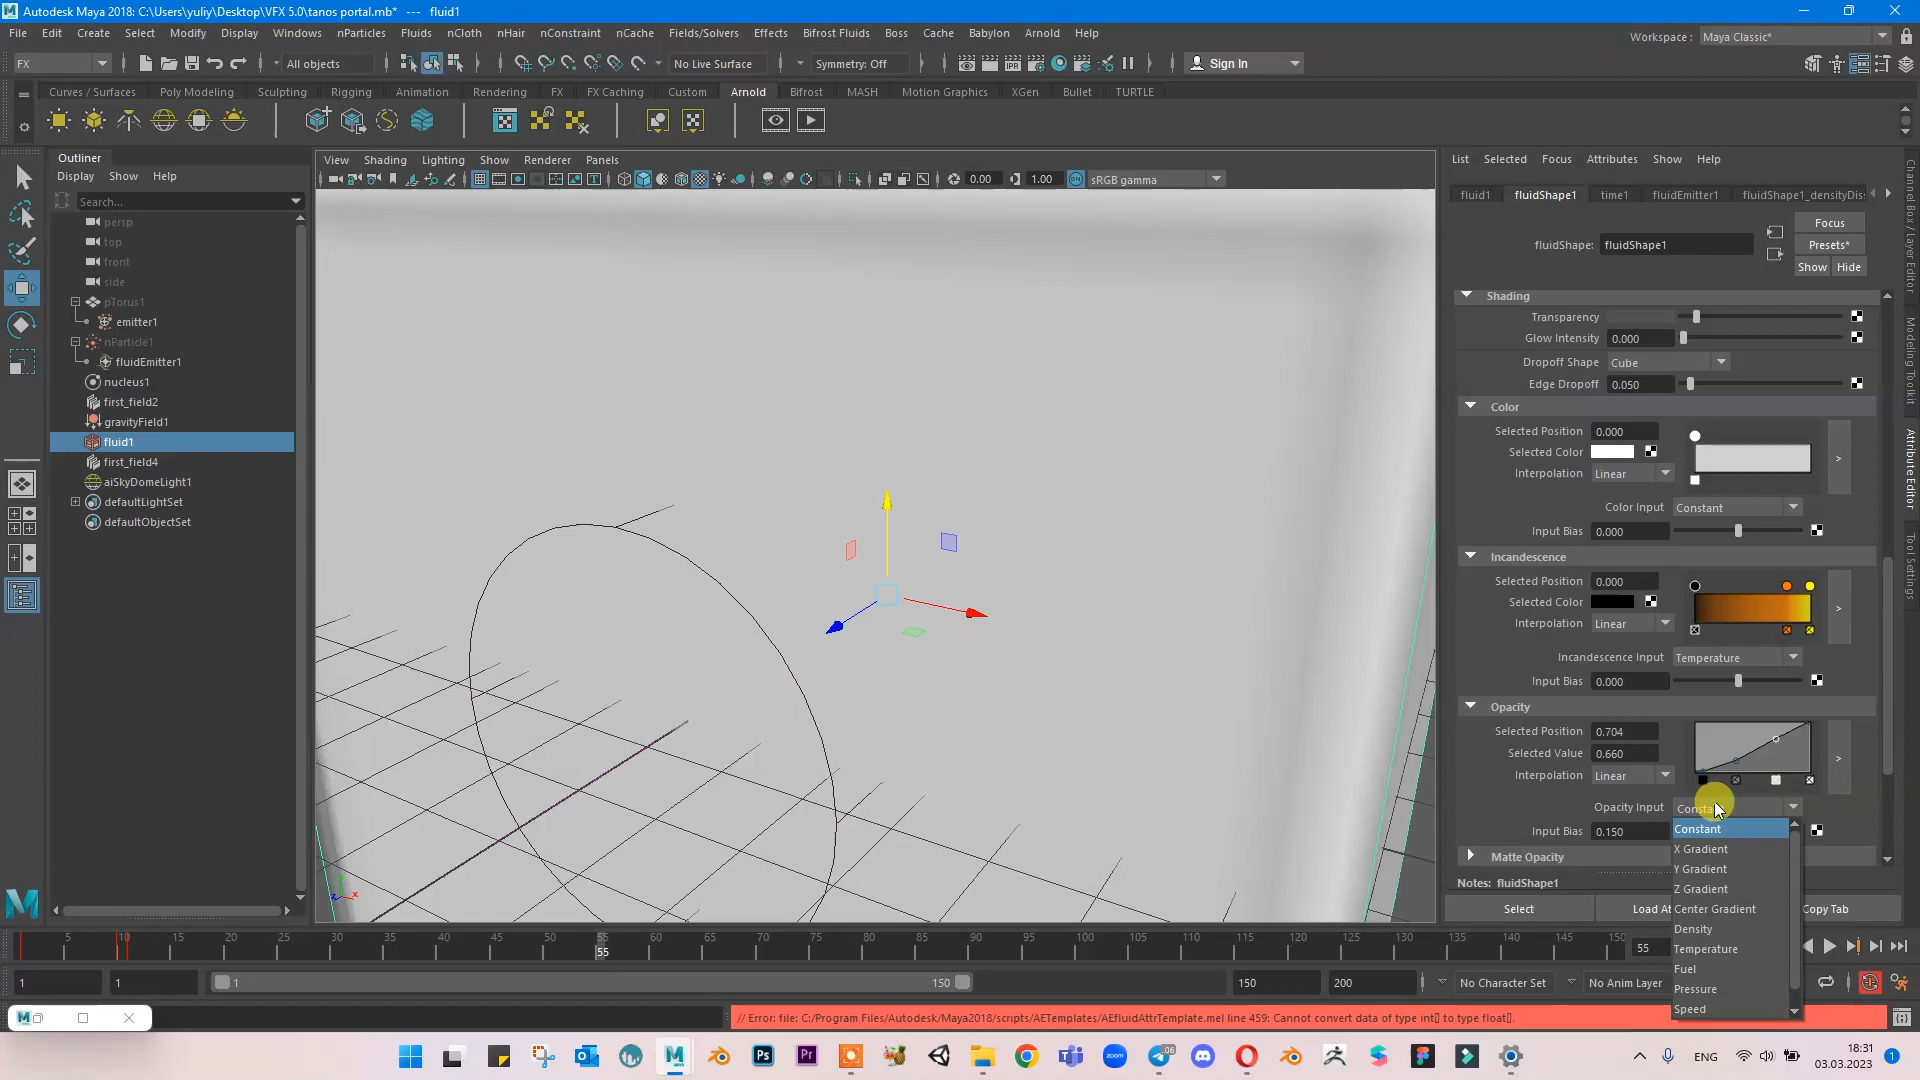 Autodesk Maya 2018: C:\Users\yuliy\Desktop\VFX 5.0\tanos portal.mb* --- fluid1
File Edit Create Select Modify Display Windows nParticles Fluids nCloth nHair nConstraint nCache Fields/Solvers Effects Bifrost Fluids Boss Cache Babylon Arnold Help
Workspace : Maya Classic*
FX All objects No Live Surface Symmetry: Off Sign In
Curves / Surfaces Poly Modeling Sculpting Rigging Animation Rendering FX FX Caching Custom Arnold Bifrost MASH Motion Graphics XGen Bullet TURTLE
Outliner
Display Show Help
Search...
persp
top
front
side
pTorus1
emitter1
nParticle1
fluidEmitter1
nucleus1
first_field2
gravityField1
fluid1
first_field4
aiSkyDomeLight1
defaultLightSet
defaultObjectSet
View Shading Lighting Show Renderer Panels
0.00 1.00 sRGB gamma
List Selected Focus Attributes Show Help
fluid1 fluidShape1 time1 fluidEmitter1 fluidShape1_densityDis
fluidShape: fluidShape1
Focus
Presets*
Show Hide
Shading
Transparency
Glow Intensity 0.000
Dropoff Shape Cube
Edge Dropoff 0.050
Color
Selected Position 0.000
Selected Color
Interpolation Linear
Color Input Constant
Input Bias 0.000
Incandescence
Selected Position 0.000
Selected Color
Interpolation Linear
Incandescence Input Temperature
Input Bias 0.000
Opacity
Selected Position 0.704
Selected Value 0.660
Interpolation Linear
Opacity Input
Input Bias 0.150
Constant
X Gradient
Y Gradient
Z Gradient
Center Gradient
Density
Temperature
Fuel
Pressure
Speed
Matte Opacity
Notes: fluidShape1
Select Load At Copy Tab
Channel Box / Layer Editor
Modeling Toolkit
Attribute Editor
Tool Settings
5 10 15 20 25 30 35 40 45 50 55 60 65 70 75 80 85 90 95 100 105 110 115 120 125 130 135 140 145 150
55
55
1 1 1 150 150 200 No Character Set No Anim Layer
// Error: file: C:/Program Files/Autodesk/Maya2018/scripts/AETemplates/AEfluidAttrTemplate.mel line 459: Cannot convert data of type int[] to type float[].
ENG 18:31
03.03.2023